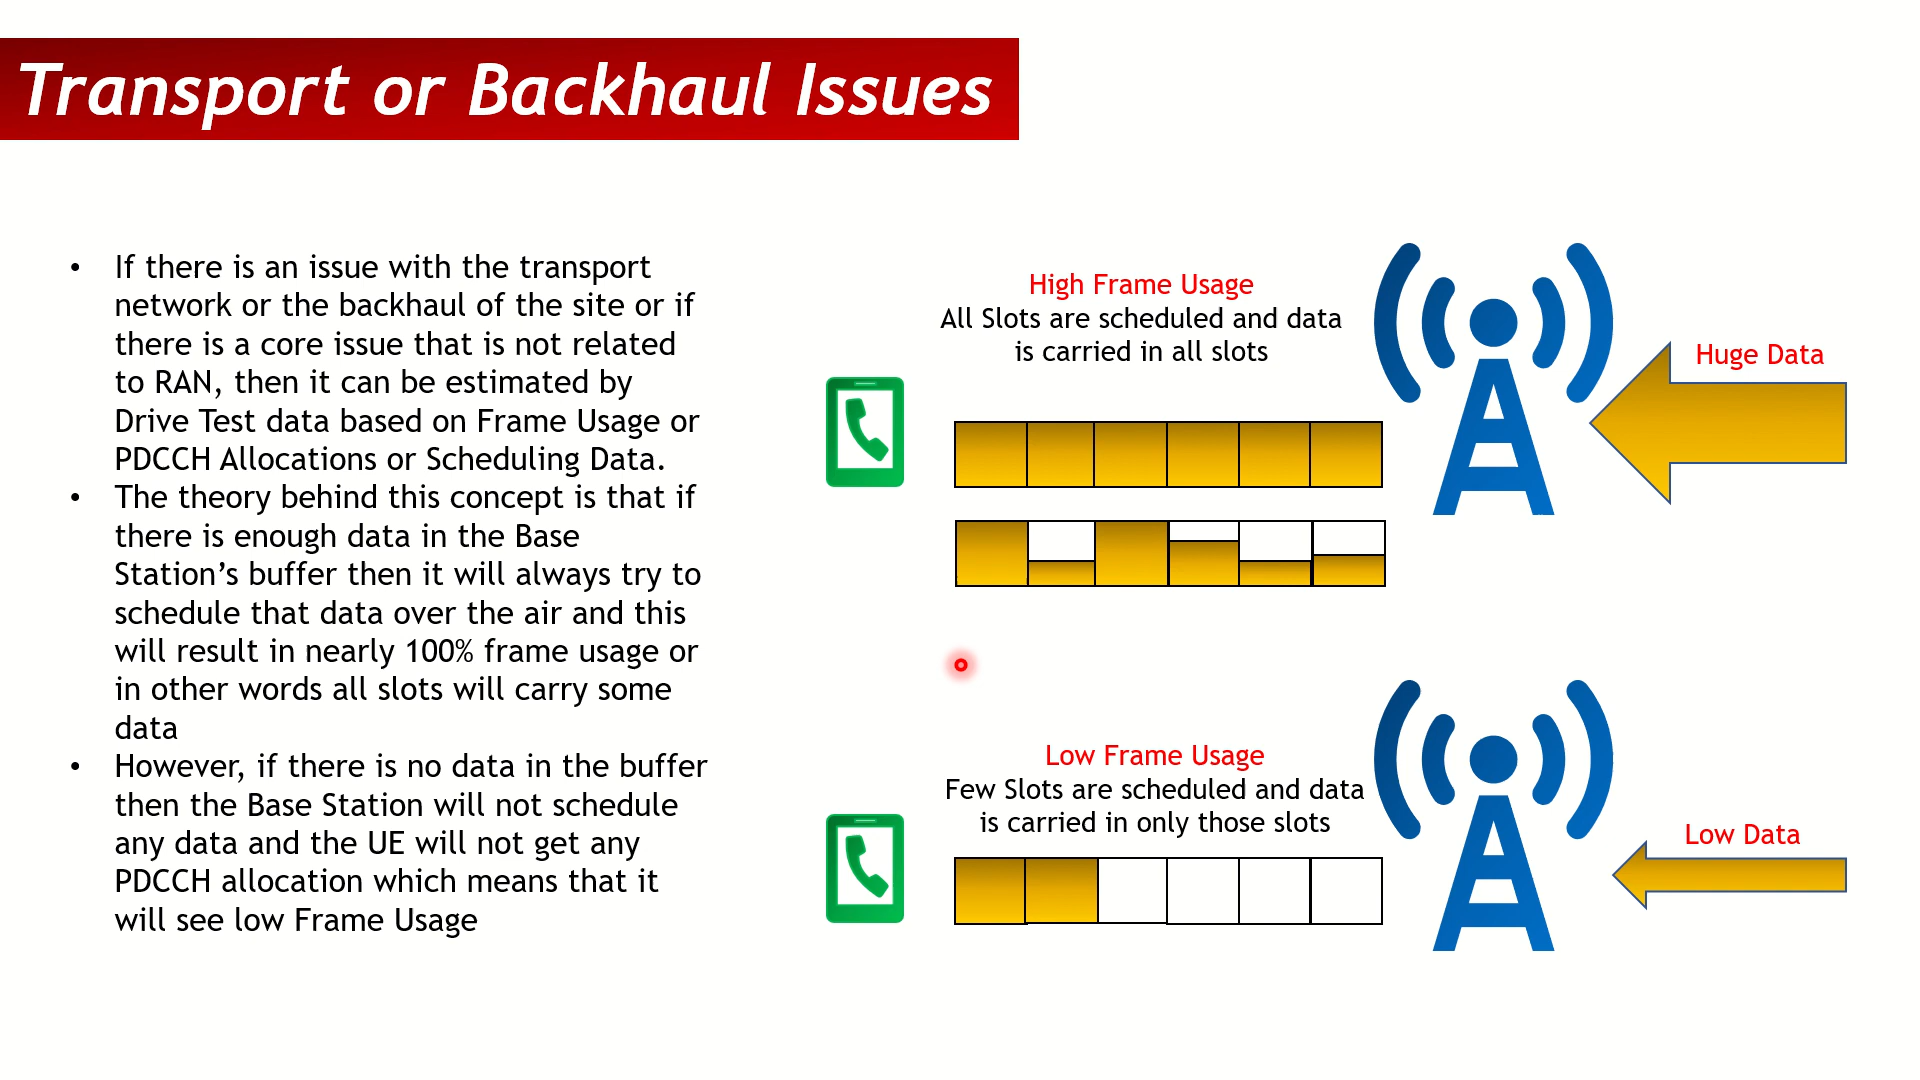 Transport or Backhaul Issues
• If there is an issue with the transport
network or the backhaul of the site or if
there is a core issue that is not related
to RAN, then it can be estimated by
Drive Test data based on Frame Usage or
PDCCH Allocations or Scheduling Data.
• The theory behind this concept is that if
there is enough data in the Base
Station’s buffer then it will always try to
schedule that data over the air and this
will result in nearly 100% frame usage or
in other words all slots will carry some
data
• However, if there is no data in the buffer
then the Base Station will not schedule
any data and the UE will not get any
PDCCH allocation which means that it
will see low Frame Usage
High Frame Usage
All Slots are scheduled and data
is carried in all slots
Huge Data
Low Frame Usage
Few Slots are scheduled and data
is carried in only those slots
Low Data